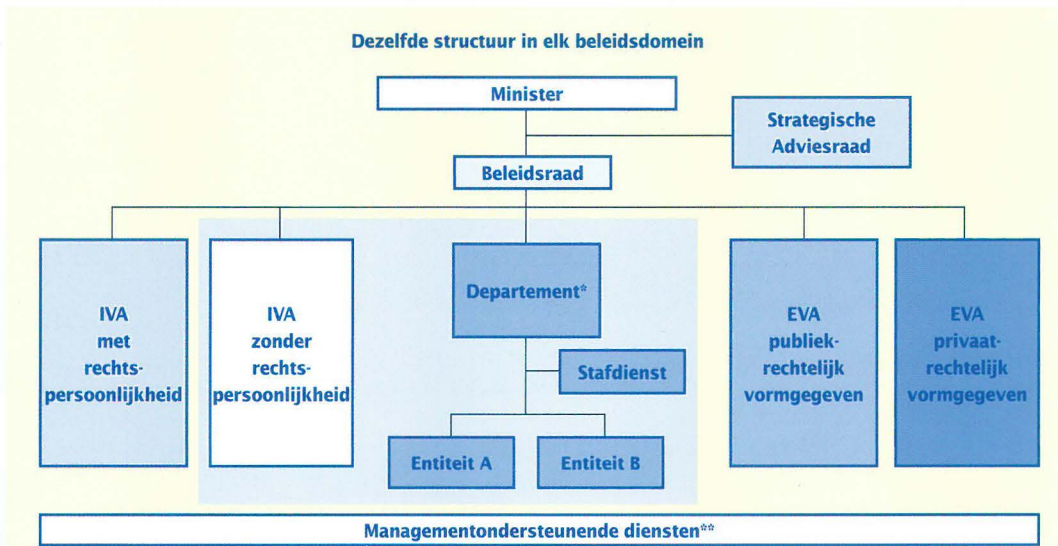 Dezelfde structuur in elk beleidsdomein
Minister
Strategische
Adviesraad
Beleidsraad
IVA
met
rechts-
persoonlijkheid
IVA
zonder
rechts-
persoonlijkheid
Departement*
Stafdienst
Entiteit A
Entiteit B
EVA
publiek-
rechtelijk
vormgegeven
EVA
privaat-
rechtelijk
vormgegeven
Managementondersteunende diensten**